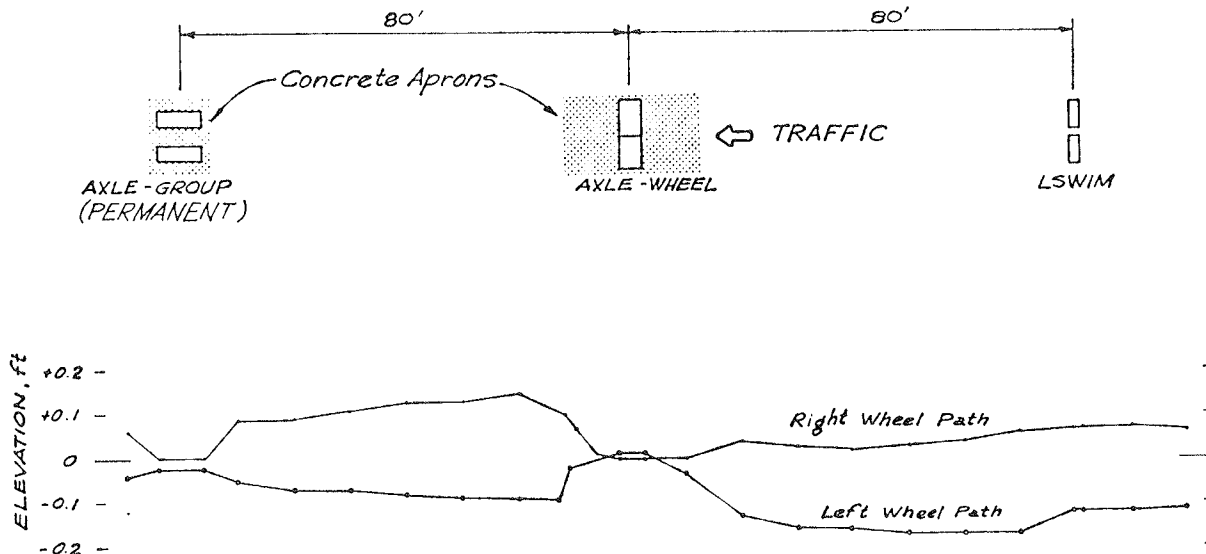 80' 80'
Concrete Aprons
TRAFFIC
AXLE-GROUP
(PERMANENT)
AXLE-WHEEL
LSWIM
ELEVATION, ft
+0.2
+0.1
0
-0.1
-0.2
Right Wheel Path
Left Wheel Path